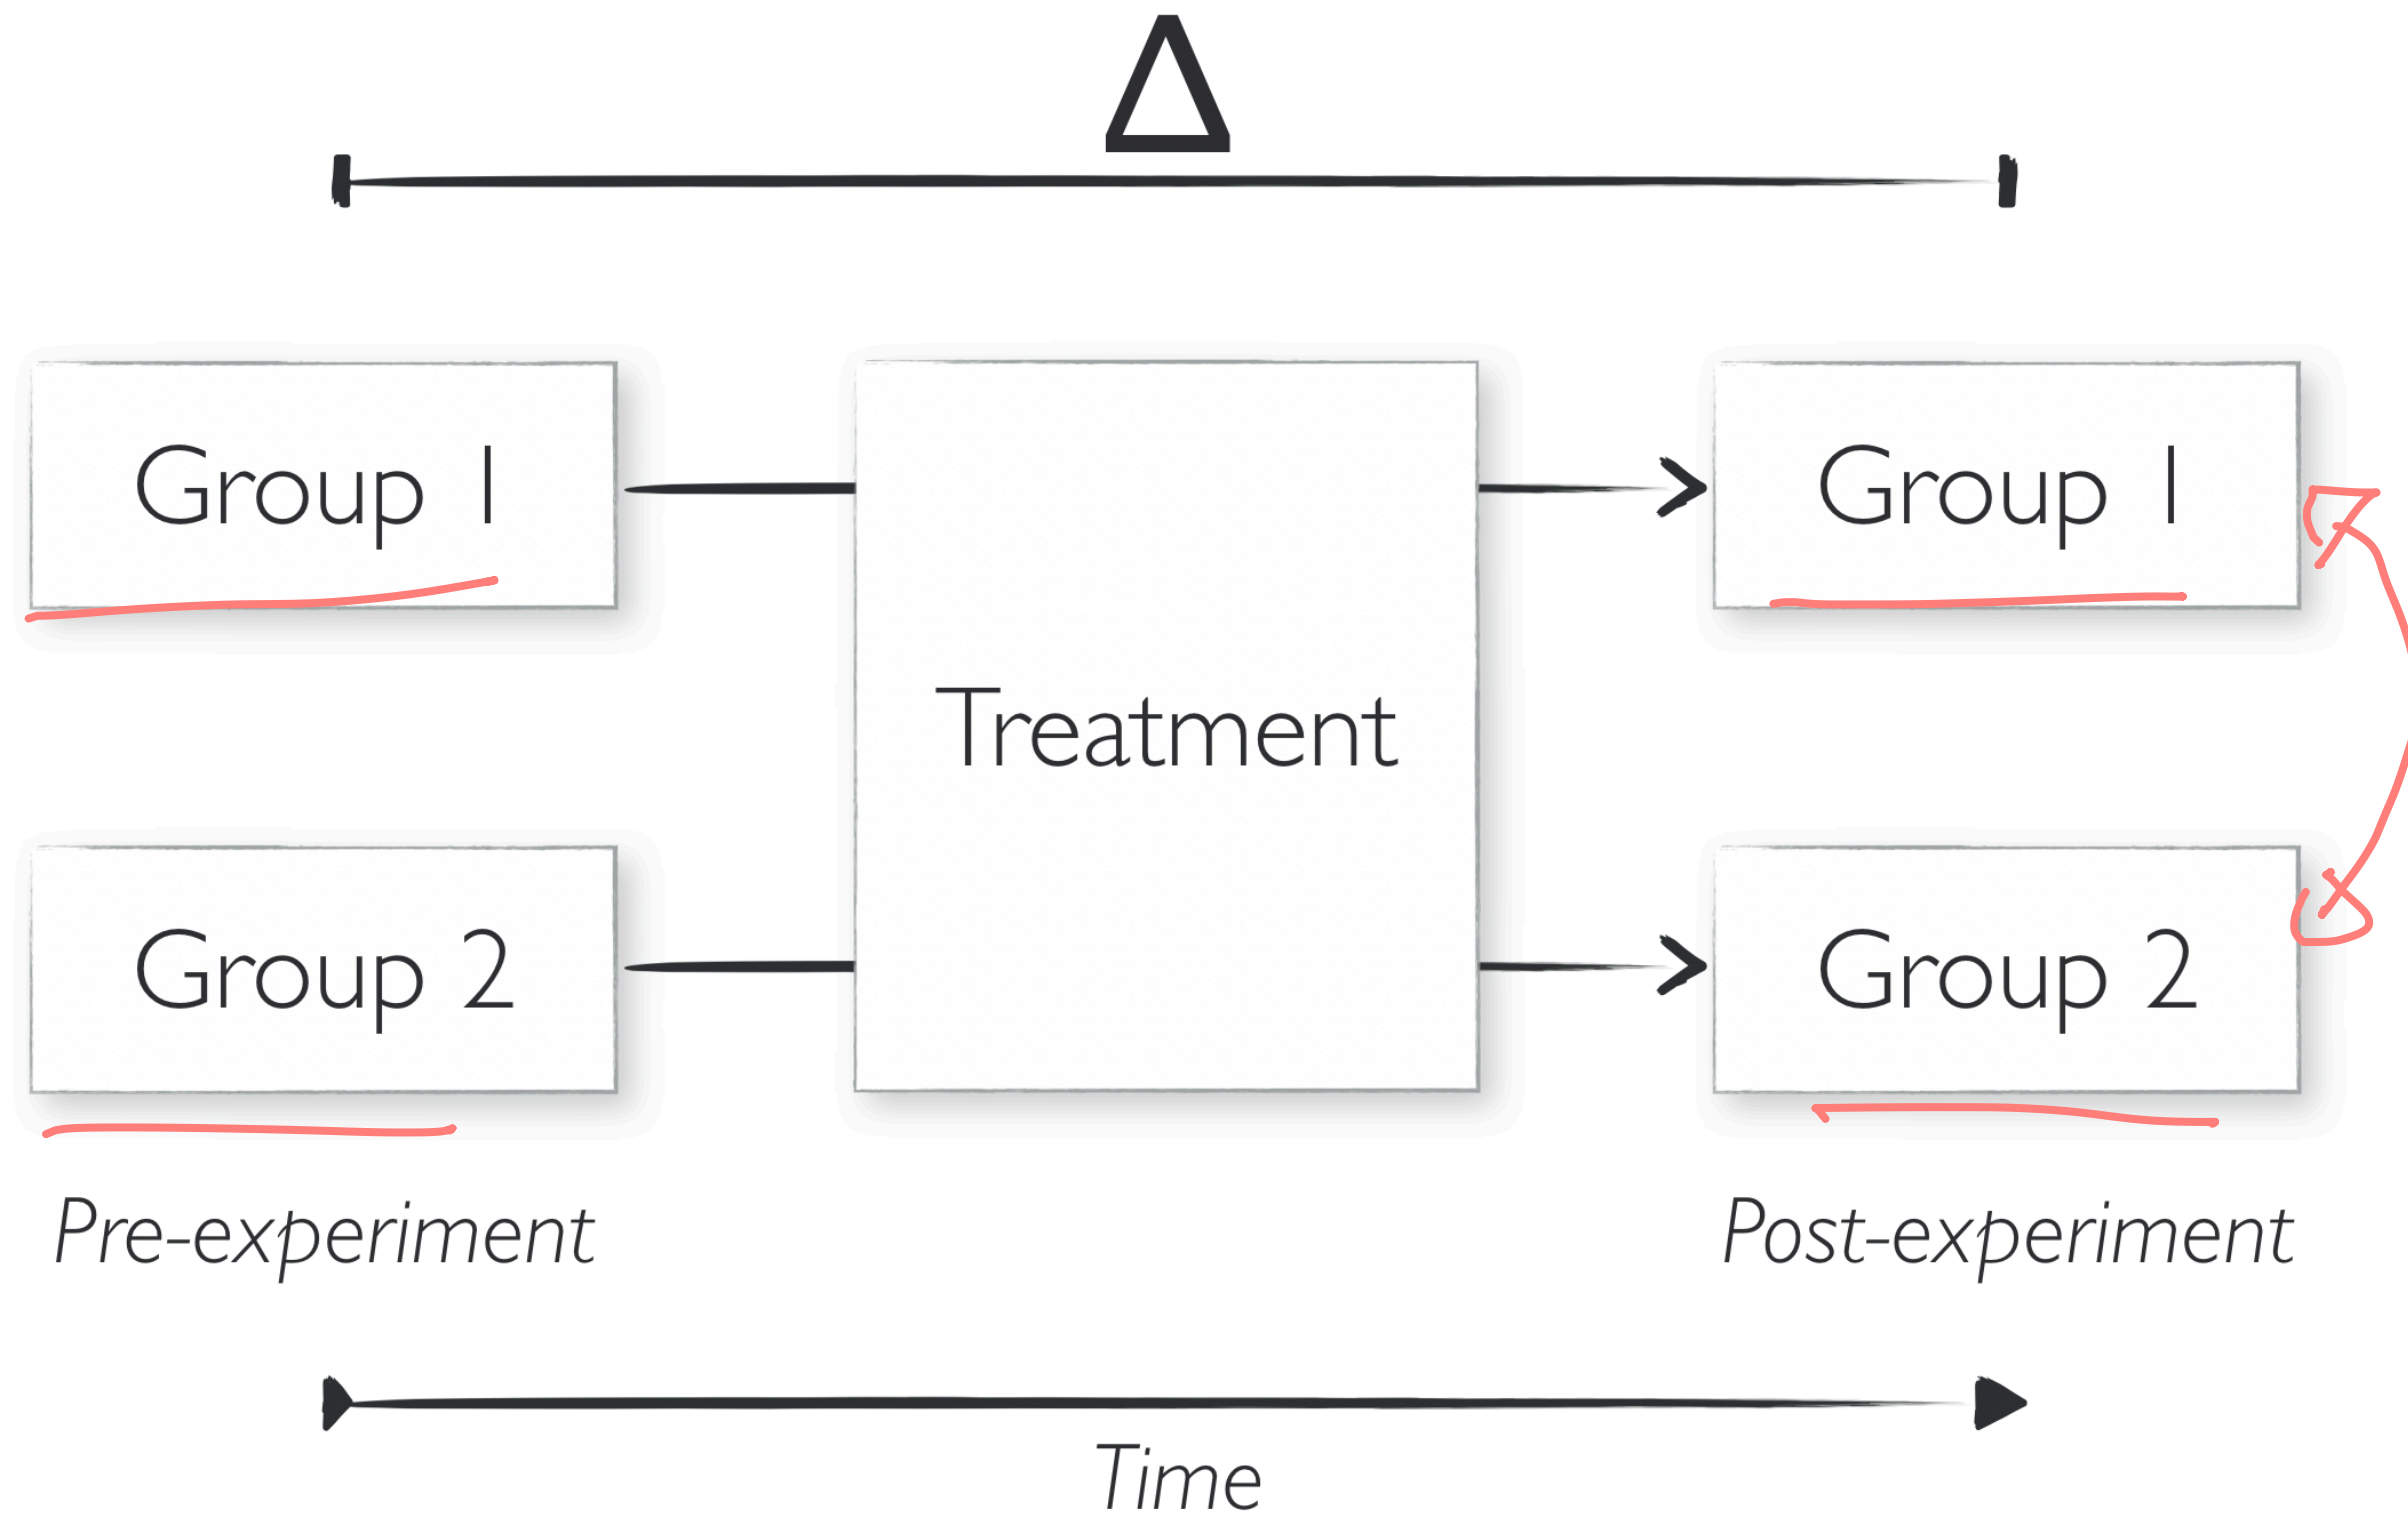 Δ
Group 1
Group 1
Treatment
Group 2
Group 2
Pre-experiment
Post-experiment
Time